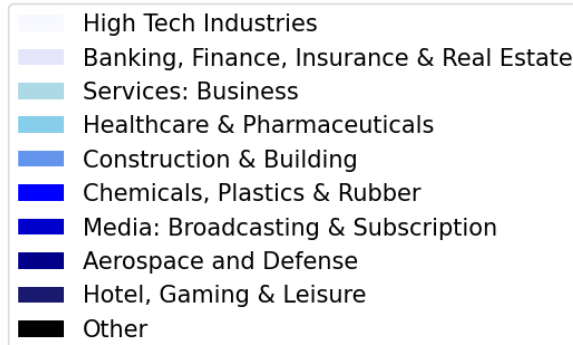 High Tech Industries
Banking, Finance, Insurance & Real Estate
Services: Business
Healthcare & Pharmaceuticals
Construction & Building
Chemicals, Plastics & Rubber
Media: Broadcasting & Subscription
Aerospace and Defense
Hotel, Gaming & Leisure
Other